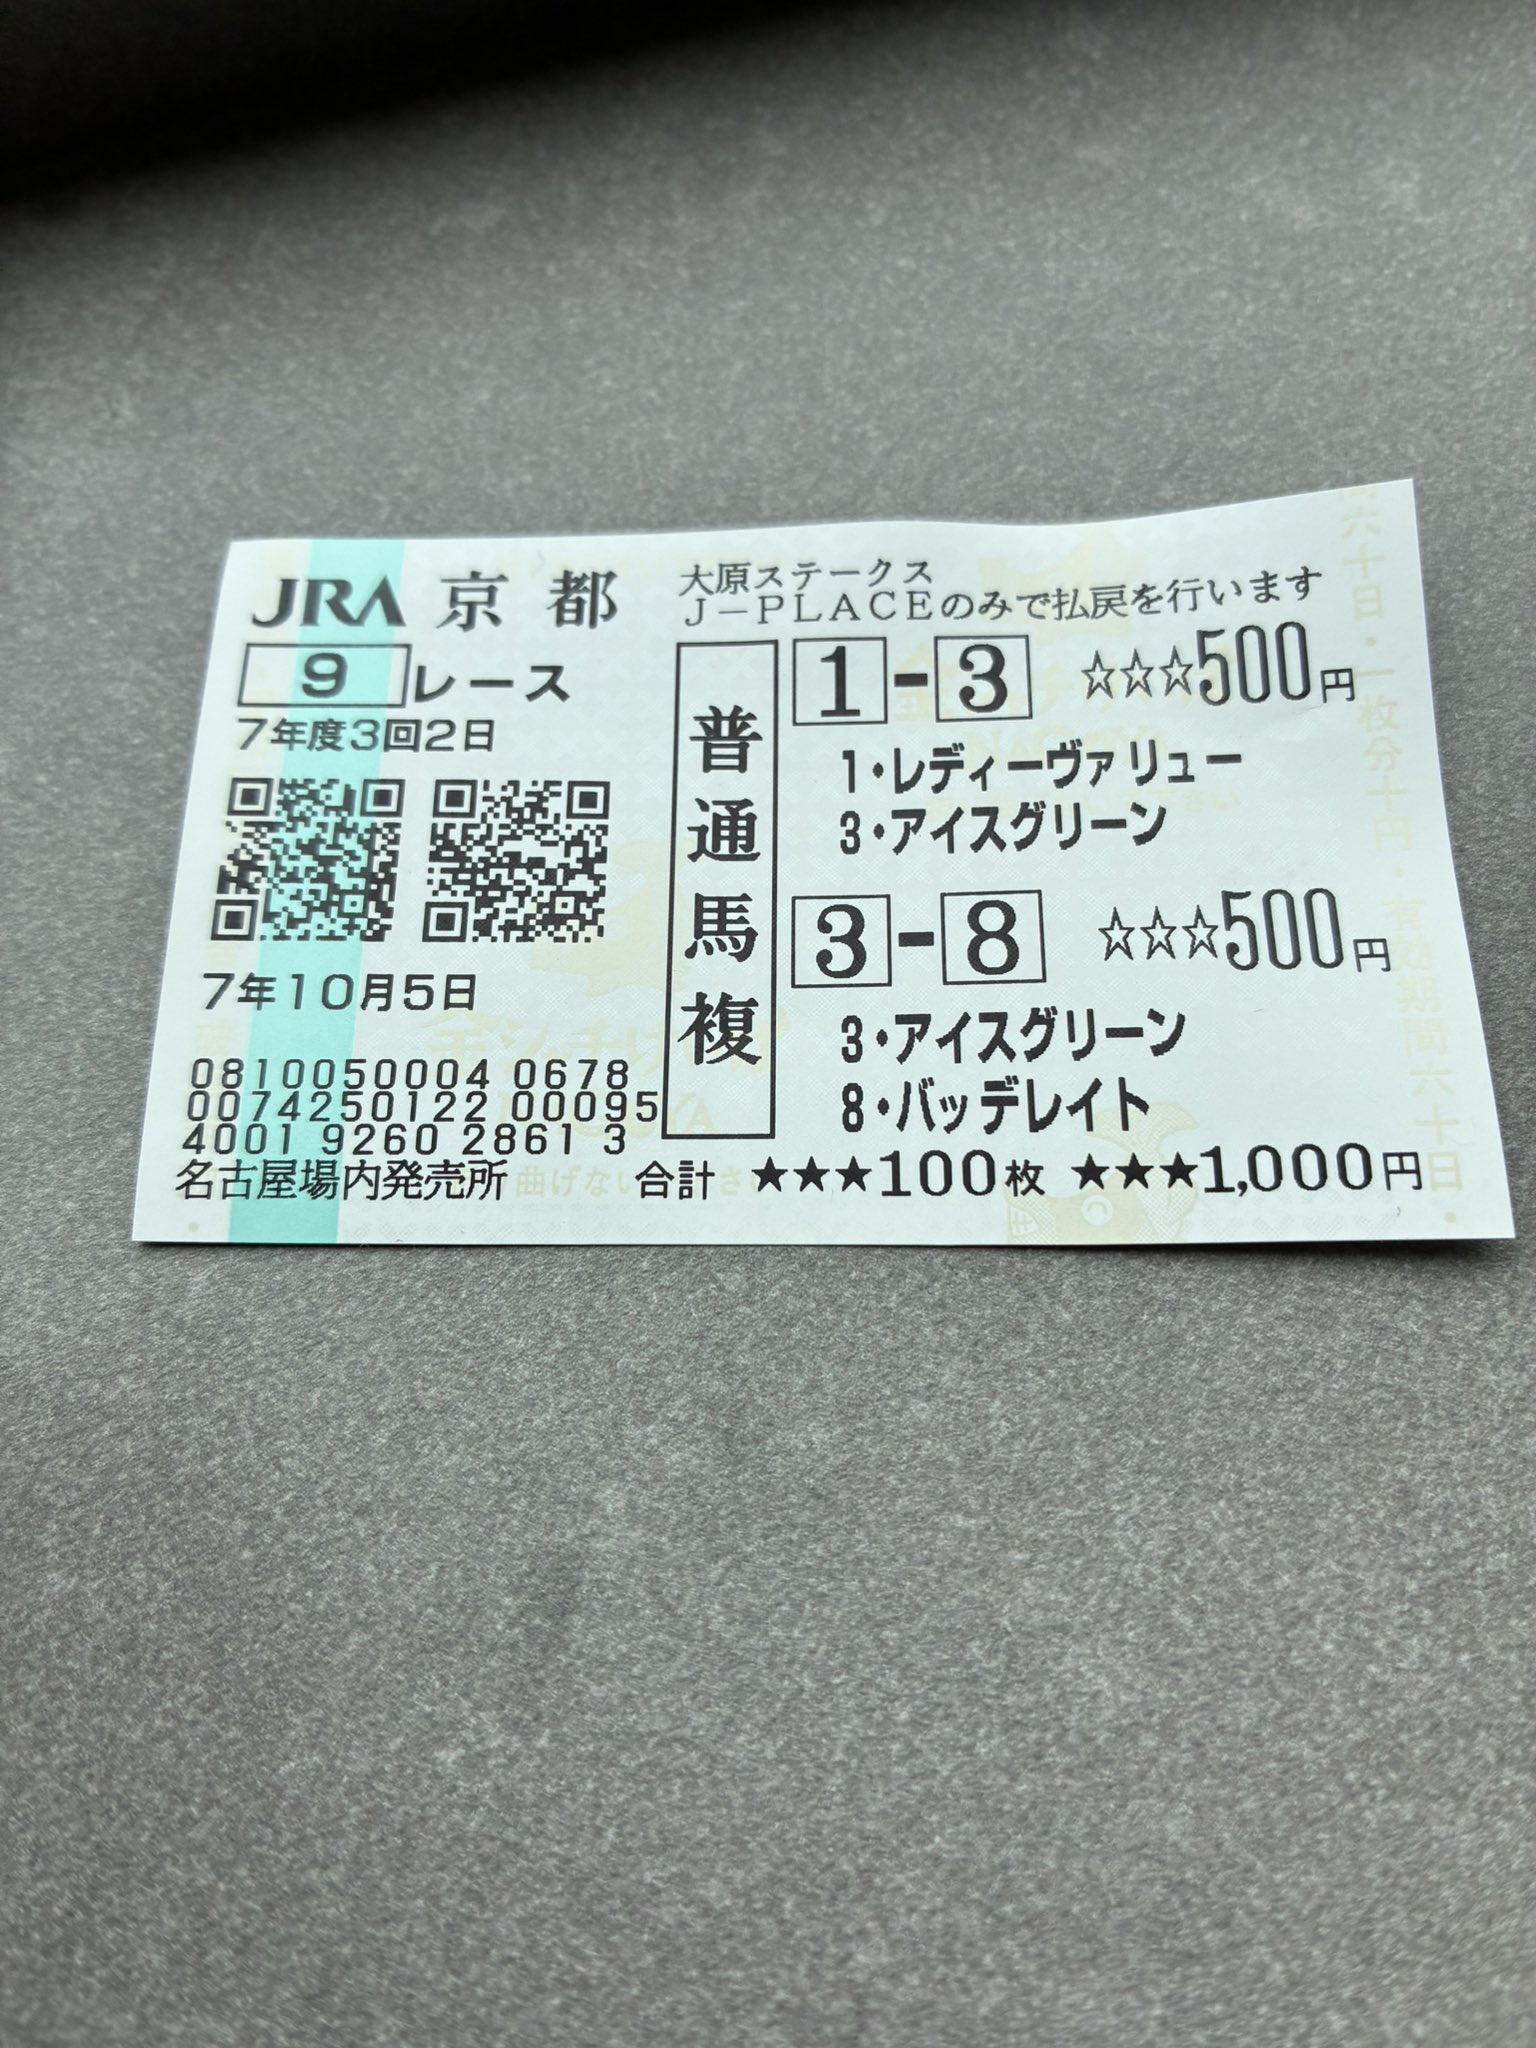 JRA 京都
9 レース
7年度3回2日
7年10月5日
0810050004 0678
0074250122 00095
4001 9260 2861 3
名古屋場内発売所
大原ステークス
J-PLACEのみで払戻を行います
普通馬複
1-3 ☆☆☆500円
1・レディーヴァリュー
3・アイスグリーン
3-8 ☆☆☆500円
3・アイスグリーン
8・バッデレイト
合計 ★★★100枚 ★★★1,000円